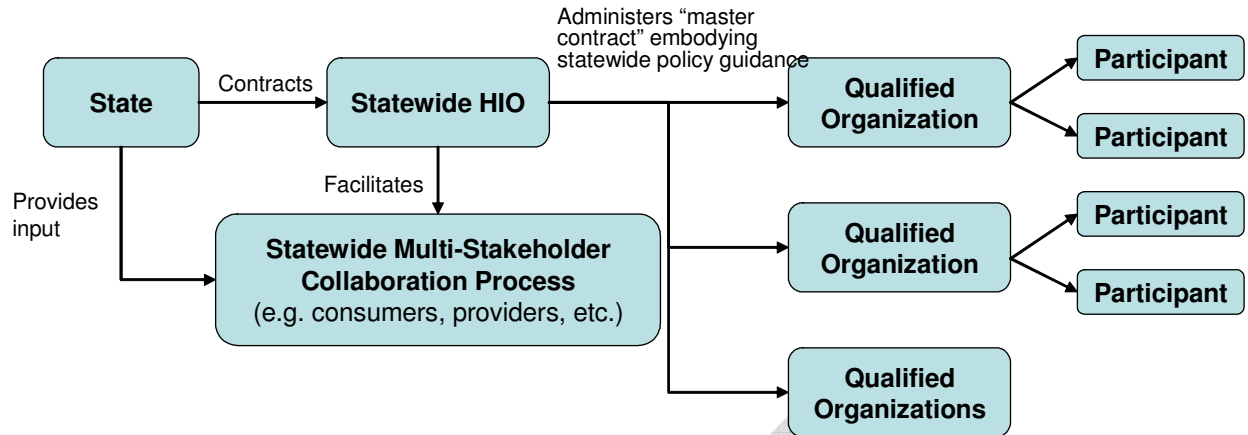 Administers “master
contract” embodying
statewide policy guidance
State
Contracts
Statewide HIO
Qualified
Organization
Participant
Participant
Provides
input
Facilitates
Statewide Multi-Stakeholder
Collaboration Process
(e.g. consumers, providers, etc.)
Qualified
Organization
Participant
Participant
Qualified
Organizations